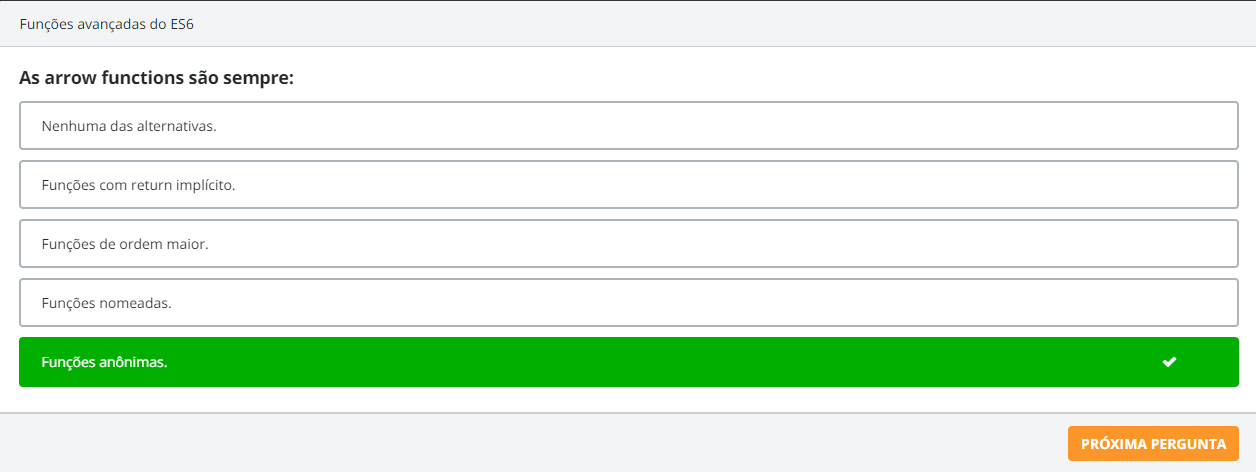 Funções avançadas do ES6
As arrow functions são sempre:
Nenhuma das alternativas.
Funções com return implícito.
Funções de ordem maior.
Funções nomeadas.
Funções anônimas.
PRÓXIMA PERGUNTA